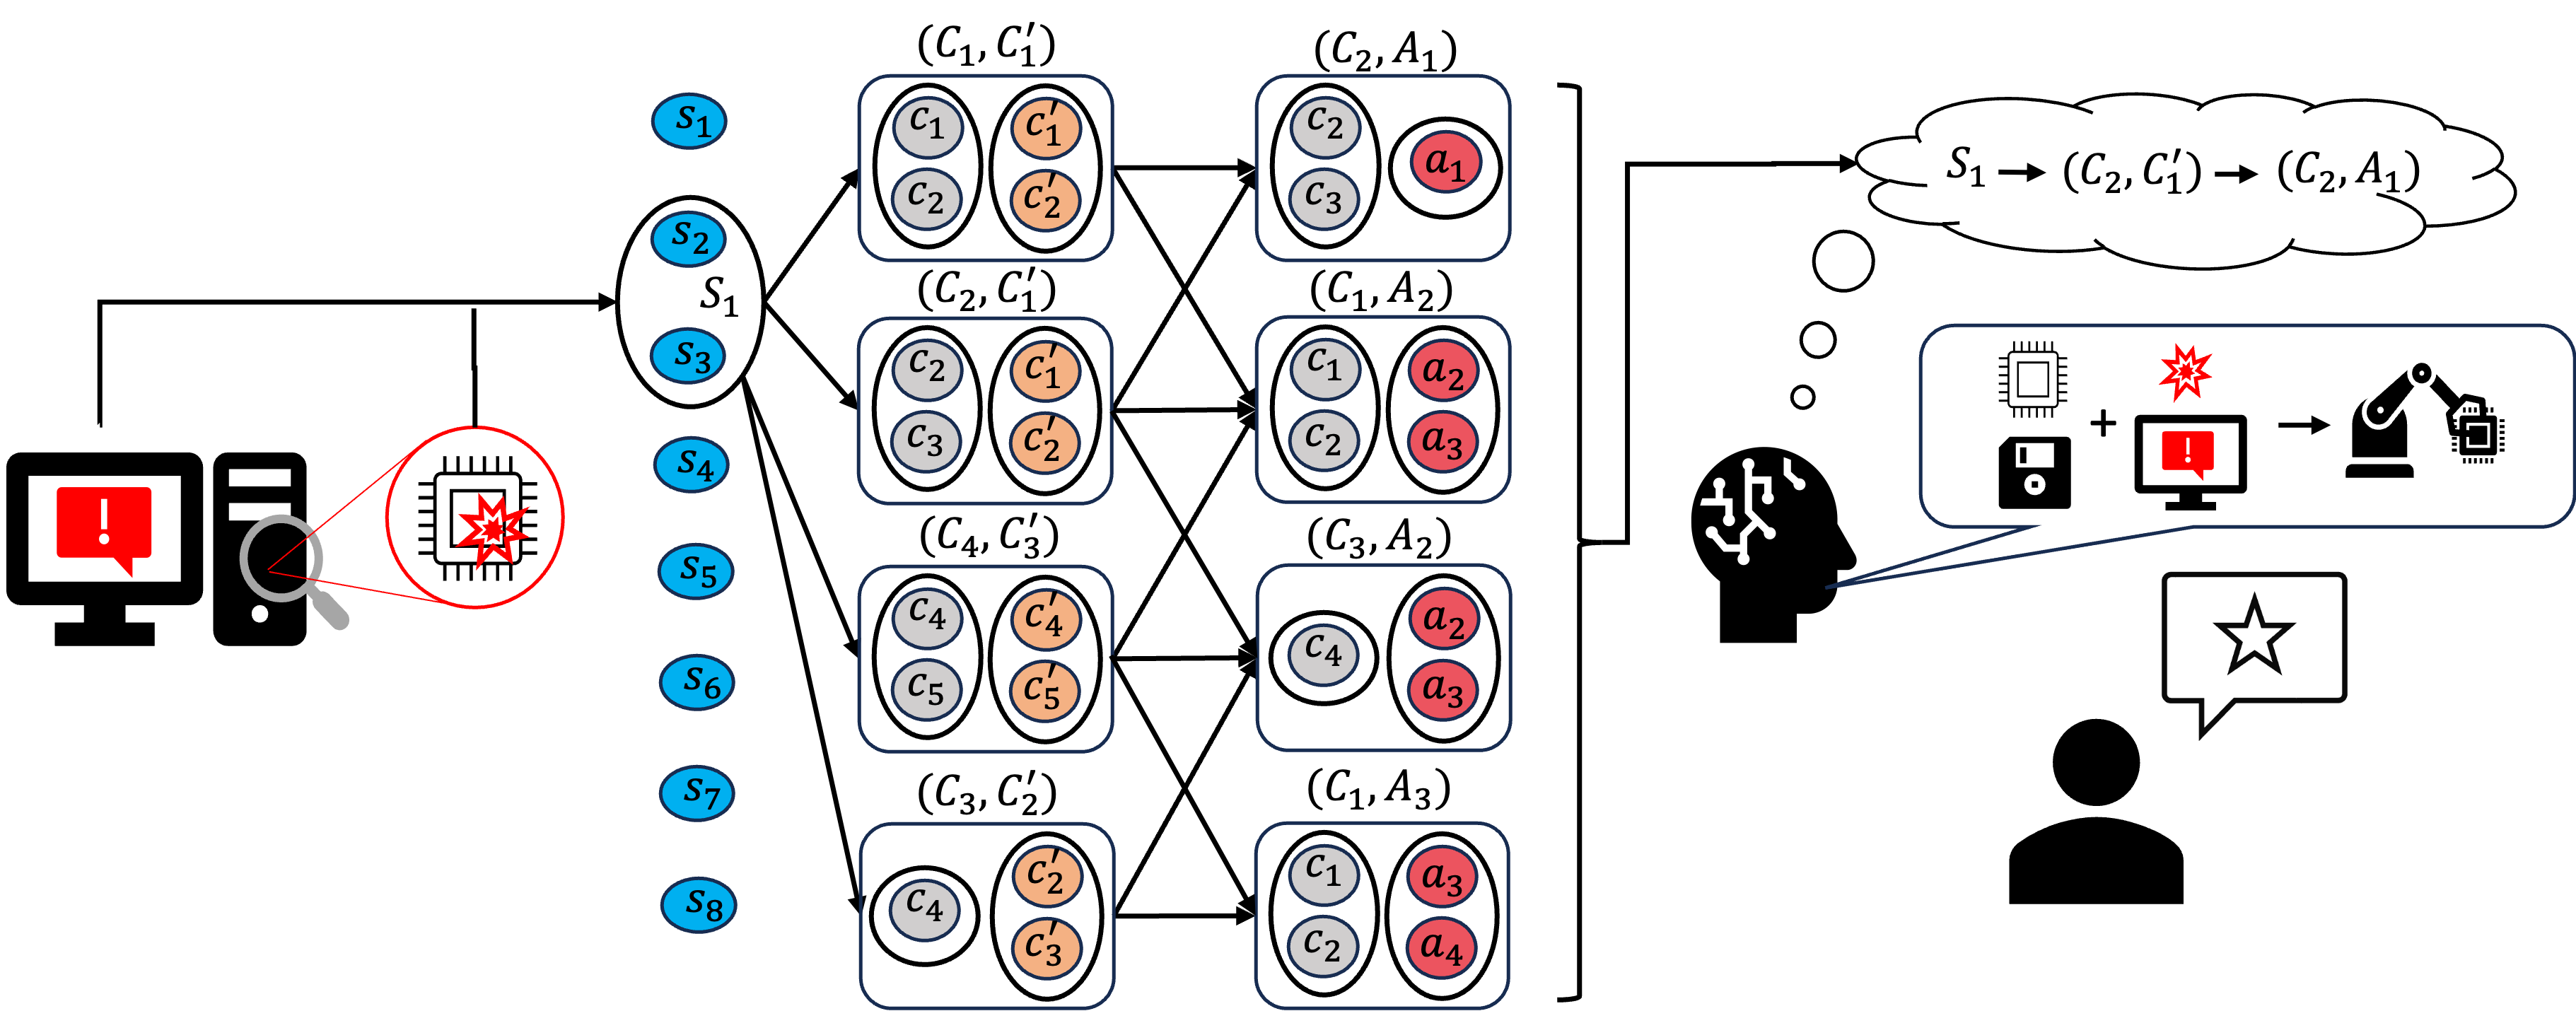 s₁
s₂
S₁
s₃
s₄
s₅
s₆
s₇
s₈
(C₁, C₁′)
c₁ c₁′
c₂ c₂′
(C₂, C₁′)
c₂ c₁′
c₃ c₂′
(C₄, C₃′)
c₄ c₄′
c₅ c₅′
(C₃, C₂′)
c₄ c₂′
c₃′
(C₂, A₁)
c₂ a₁
c₃
(C₁, A₂)
c₁ a₂
c₂ a₃
(C₃, A₂)
c₄ a₂
a₃
(C₁, A₃)
c₁ a₃
c₂ a₄
S₁ → (C₂, C₁′) → (C₂, A₁)
!
+ ! →